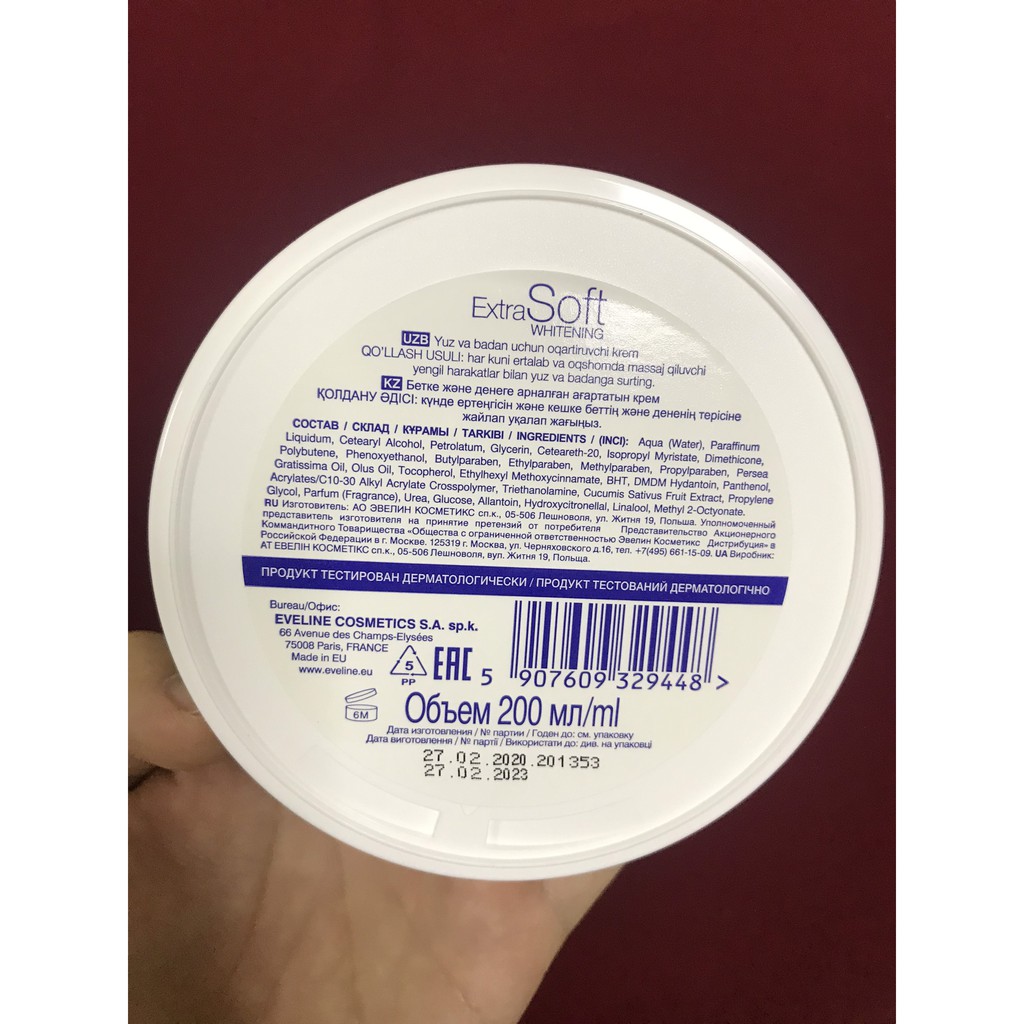 Extra Soft
WHITENING
UZB Yuz va badan uchun oqartiruvchi krem
QO'LLASH USULI: har kuni ertalab va oqshomda massaj qiluvchi
yengil harakatlar bilan yuz va badanga surting.
KZ Бетке және денеге арналған ағартатын крем
ҚОЛДАНУ ӘДІСІ: күнде ертеңгісін және кешке беттің және дененің терісіне
жайлап уқалап жағыңыз.
СОСТАВ / СКЛАД / ҚҰРАМЫ / TARKIBI / INGREDIENTS / (INCI): Aqua (Water), Paraffinum
Liquidum, Cetearyl Alcohol, Petrolatum, Glycerin, Ceteareth-20, Isopropyl Myristate, Dimethicone,
Polybutene, Phenoxyethanol, Butylparaben, Ethylparaben, Methylparaben, Propylparaben, Persea
Gratissima Oil, Olus Oil, Tocopherol, Ethylhexyl Methoxycinnamate, BHT, DMDM Hydantoin, Panthenol,
Acrylates/C10-30 Alkyl Acrylate Crosspolymer, Triethanolamine, Cucumis Sativus Fruit Extract, Propylene
Glycol, Parfum (Fragrance), Urea, Glucose, Allantoin, Hydroxycitronellal, Linalool, Methyl 2-Octynoate.
RU Изготовитель: АО ЭВЕЛИН КОСМЕТИКС сп.к., 05-506 Лешноволя, ул. Житня 19, Польша. Уполномоченный
представитель изготовителя на принятие претензий от потребителя Представительство Акционерного
Коммандитного Товарищества «Общества с ограниченной ответственностью Эвелин Косметикс Дистрибуция» в
Российской Федерации в г. Москве. 125319 г. Москва, ул. Черняховского д.16, тел. +7(495) 661-15-09. UA Виробник:
АТ ЕВЕЛІН КОСМЕТІКС сп.к., 05-506 Лешноволя, вул. Житня 19, Польща.
ПРОДУКТ ТЕСТИРОВАН ДЕРМАТОЛОГИЧЕСКИ / ПРОДУКТ ТЕСТОВАНИЙ ДЕРМАТОЛОГІЧНО
Bureau/Офис:
EVELINE COSMETICS S.A. sp.k.
66 Avenue des Champs-Elysées
75008 Paris, FRANCE
Made in EU
www.eveline.eu
5
PP
EAC
5 907609 329448 >
6M
Объем 200 мл/ml
Дата изготовления / № партии / Годен до: см. упаковку
Дата виготовлення / № партії / Використати до: див. на упаковці
27.02.2020.201353
27.02.2023